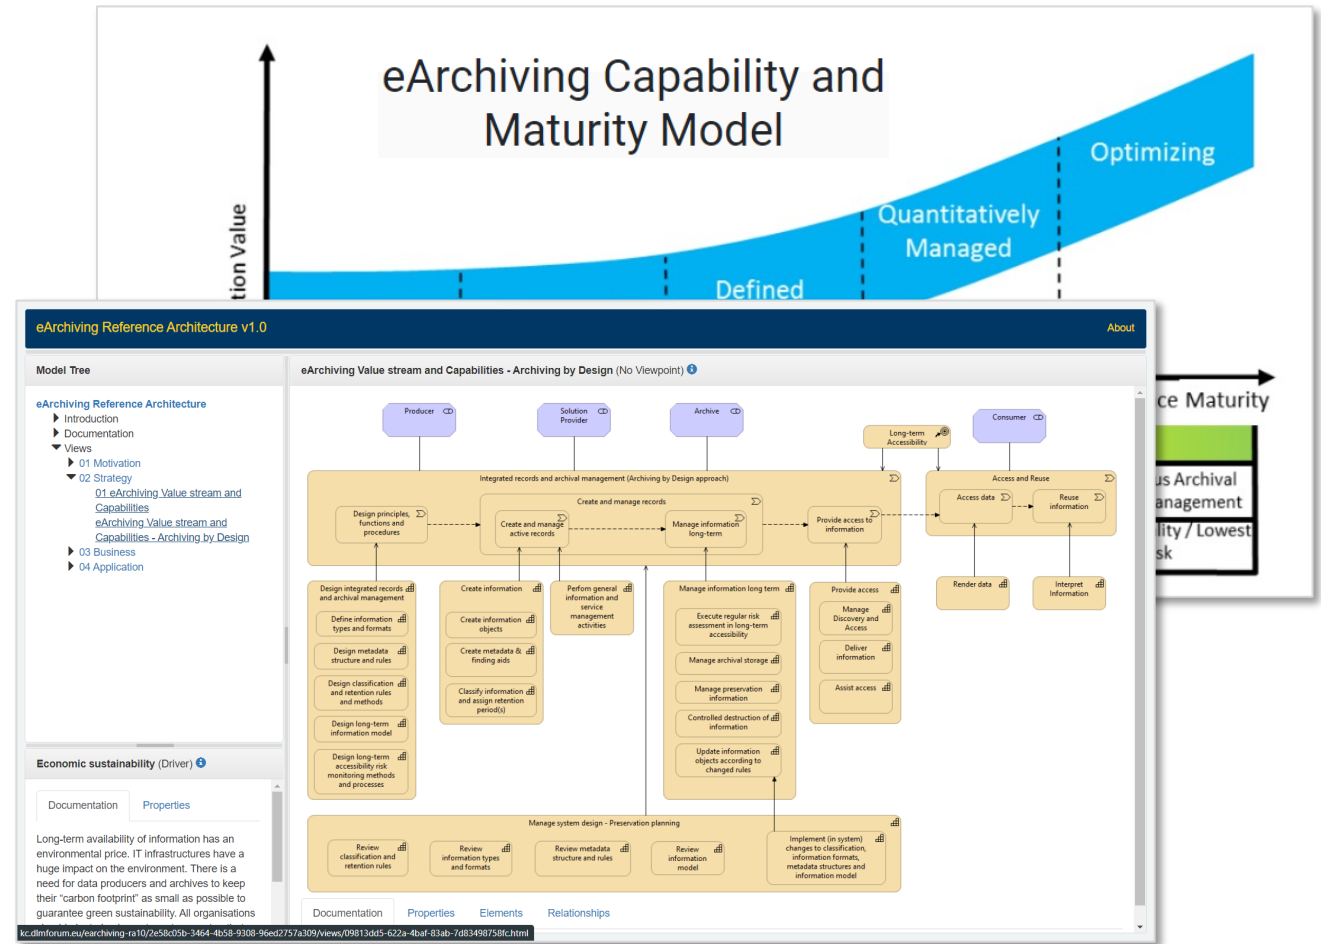 eArchiving Capability and
Maturity Model
Optimizing
Quantitatively
Managed
Defined
tion Value
ce Maturity
us Archival
anagement
ility / Lowest
sk
eArchiving Reference Architecture v1.0
About
Model Tree
eArchiving Reference Architecture
Introduction
Documentation
Views
01 Motivation
02 Strategy
01 eArchiving Value stream and
Capabilities
eArchiving Value stream and
Capabilities - Archiving by Design
03 Business
04 Application
Economic sustainability (Driver)
Documentation
Properties
Long-term availability of information has an
environmental price. IT infrastructures have a
huge impact on the environment. There is a
need for data producers and archives to keep
their “carbon footprint” as small as possible to
guarantee green sustainability. All organisations
kc.dlmforum.eu/earchiving-ra10/2e58c05b-3464-4b58-9308-96ed2757a309/views/09813dd5-622a-4baf-83ab-7d83498758fc.html
eArchiving Value stream and Capabilities - Archiving by Design (No Viewpoint)
Producer
Solution
Provider
Archive
Consumer
Long-term
Accessibility
Integrated records and archival management (Archiving by Design approach)
Access and Reuse
Create and manage records
Design principles,
functions and
procedures
Create and manage
active records
Manage information
long-term
Provide access to
information
Access data
Reuse
information
Design integrated records
and archival management
Define information
types and formats
Design metadata
structure and rules
Design classification
and retention rules
and methods
Design long-term
information model
Design long-term
accessibility risk
monitoring methods
and processes
Create information
Create information
objects
Create metadata &
finding aids
Classify information
and assign retention
period(s)
Perfom general
information and
service
management
activities
Manage information long term
Execute regular risk
assessment in long-term
accessibility
Manage archival storage
Manage preservation
information
Controlled destruction of
information
Update information
objects according to
changed rules
Provide access
Manage
Discovery and
Access
Deliver
information
Assist access
Render data
Interpret
Information
Manage system design - Preservation planning
Review
classification and
retention rules
Review
information types
and formats
Review metadata
structure and rules
Review
information
model
Implement (in system)
changes to classification,
information formats,
metadata structures and
information model
Documentation
Properties
Elements
Relationships